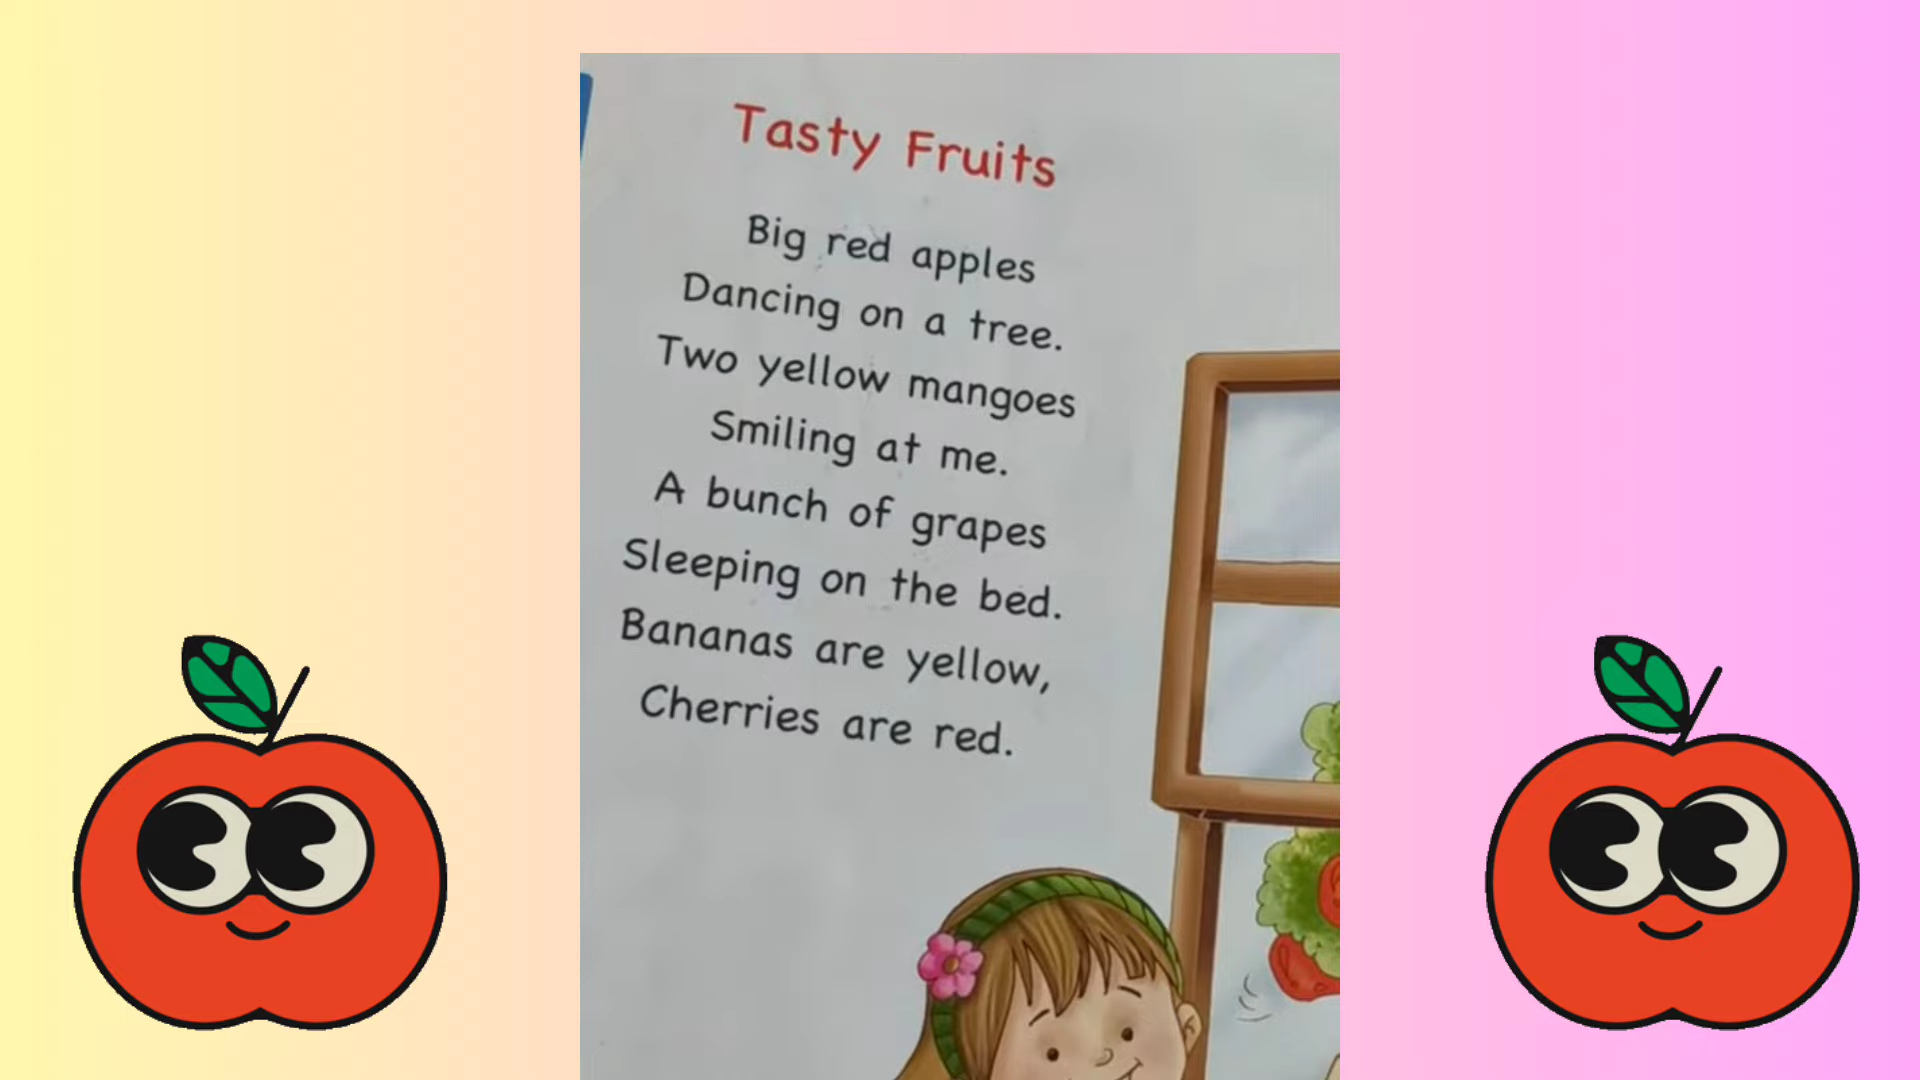 Tasty Fruits
Big red apples
Dancing on a tree.
Two yellow mangoes
Smiling at me.
A bunch of grapes
Sleeping on the bed.
Bananas are yellow,
Cherries are red.